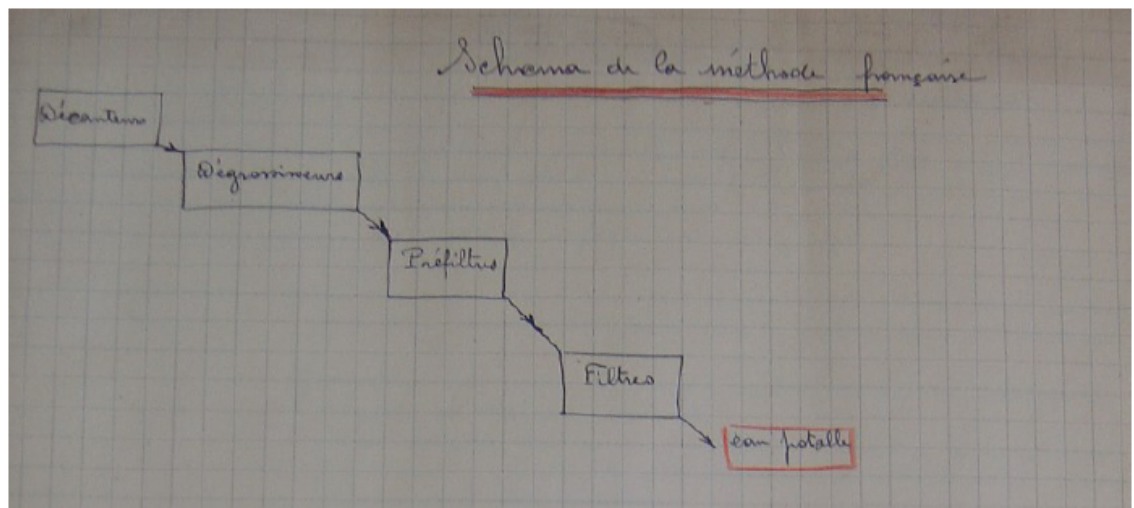 Schema de la méthode française
Décanteurs
Dégrossisseurs
Préfiltres
Filtres
eau potable